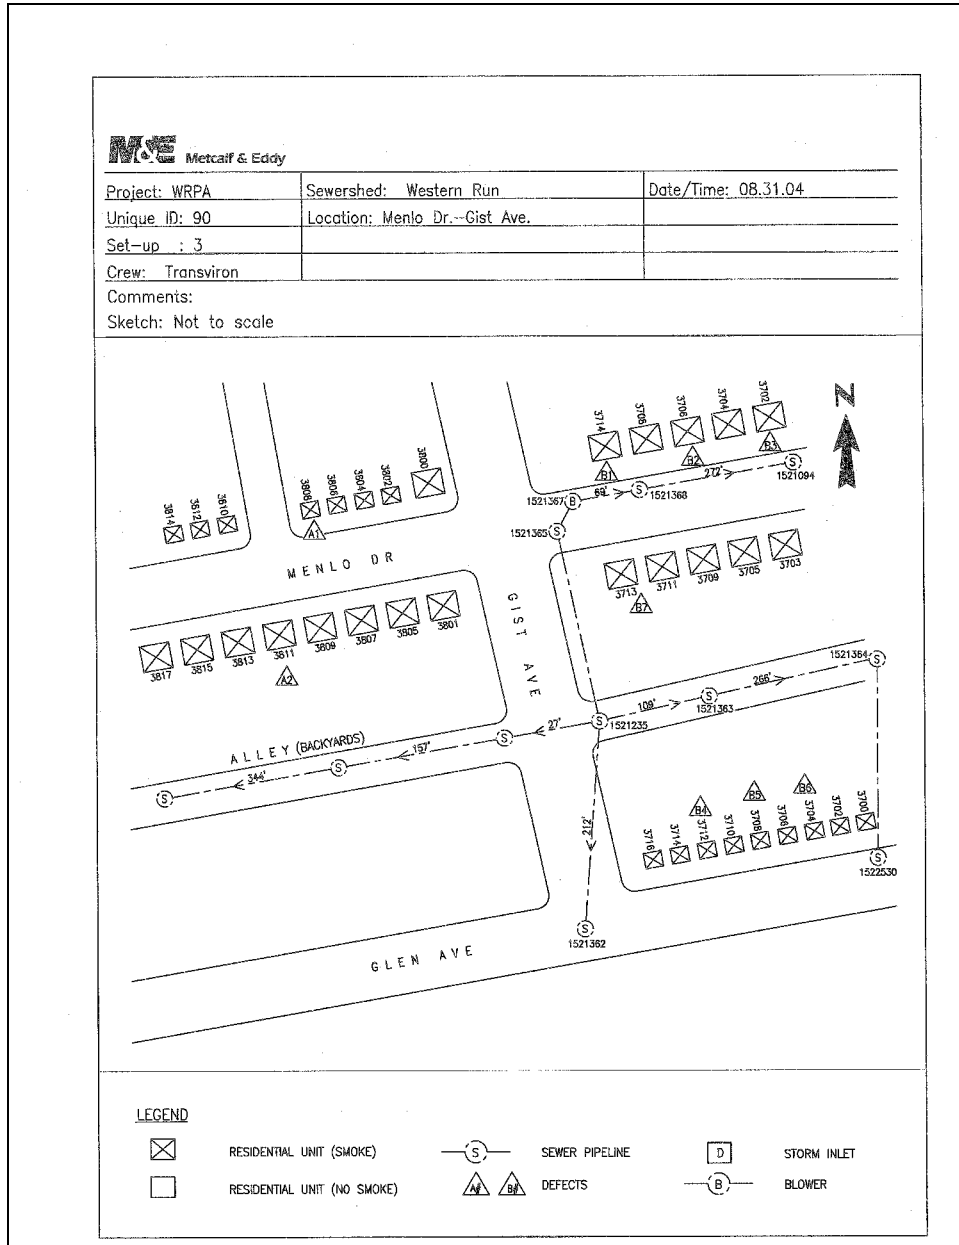 M&E Metcalf & Eddy
Project: WRPA
Sewershed: Western Run
Date/Time: 08.31.04
Unique ID: 90
Location: Menlo Dr.--Gist Ave.
Set-up : 3
Crew: Transviron
Comments:
Sketch: Not to scale
N
3714
3706
3704
3702
B1
B2
B3
69'
272'
1521367
B
S
1521368
S
1521094
1521365
S
3814
3812
3810
3808
3806
3804
3802
3800
A1
MENLO DR
GIST AVE
3713
3711
3709
3705
3703
B7
3817
3815
3813
3811
3809
3807
3805
3801
A2
1521364
S
266'
S
1521363
109'
S
1521235
27'
S
157'
S
344'
S
ALLEY (BACKYARDS)
212'
S
1521362
B4
B5
B6
3716
3714
3712
3710
3708
3706
3704
3702
3700
S
1522530
GLEN AVE
LEGEND
RESIDENTIAL UNIT (SMOKE)
S
SEWER PIPELINE
D
STORM INLET
RESIDENTIAL UNIT (NO SMOKE)
A#
B#
DEFECTS
B
BLOWER